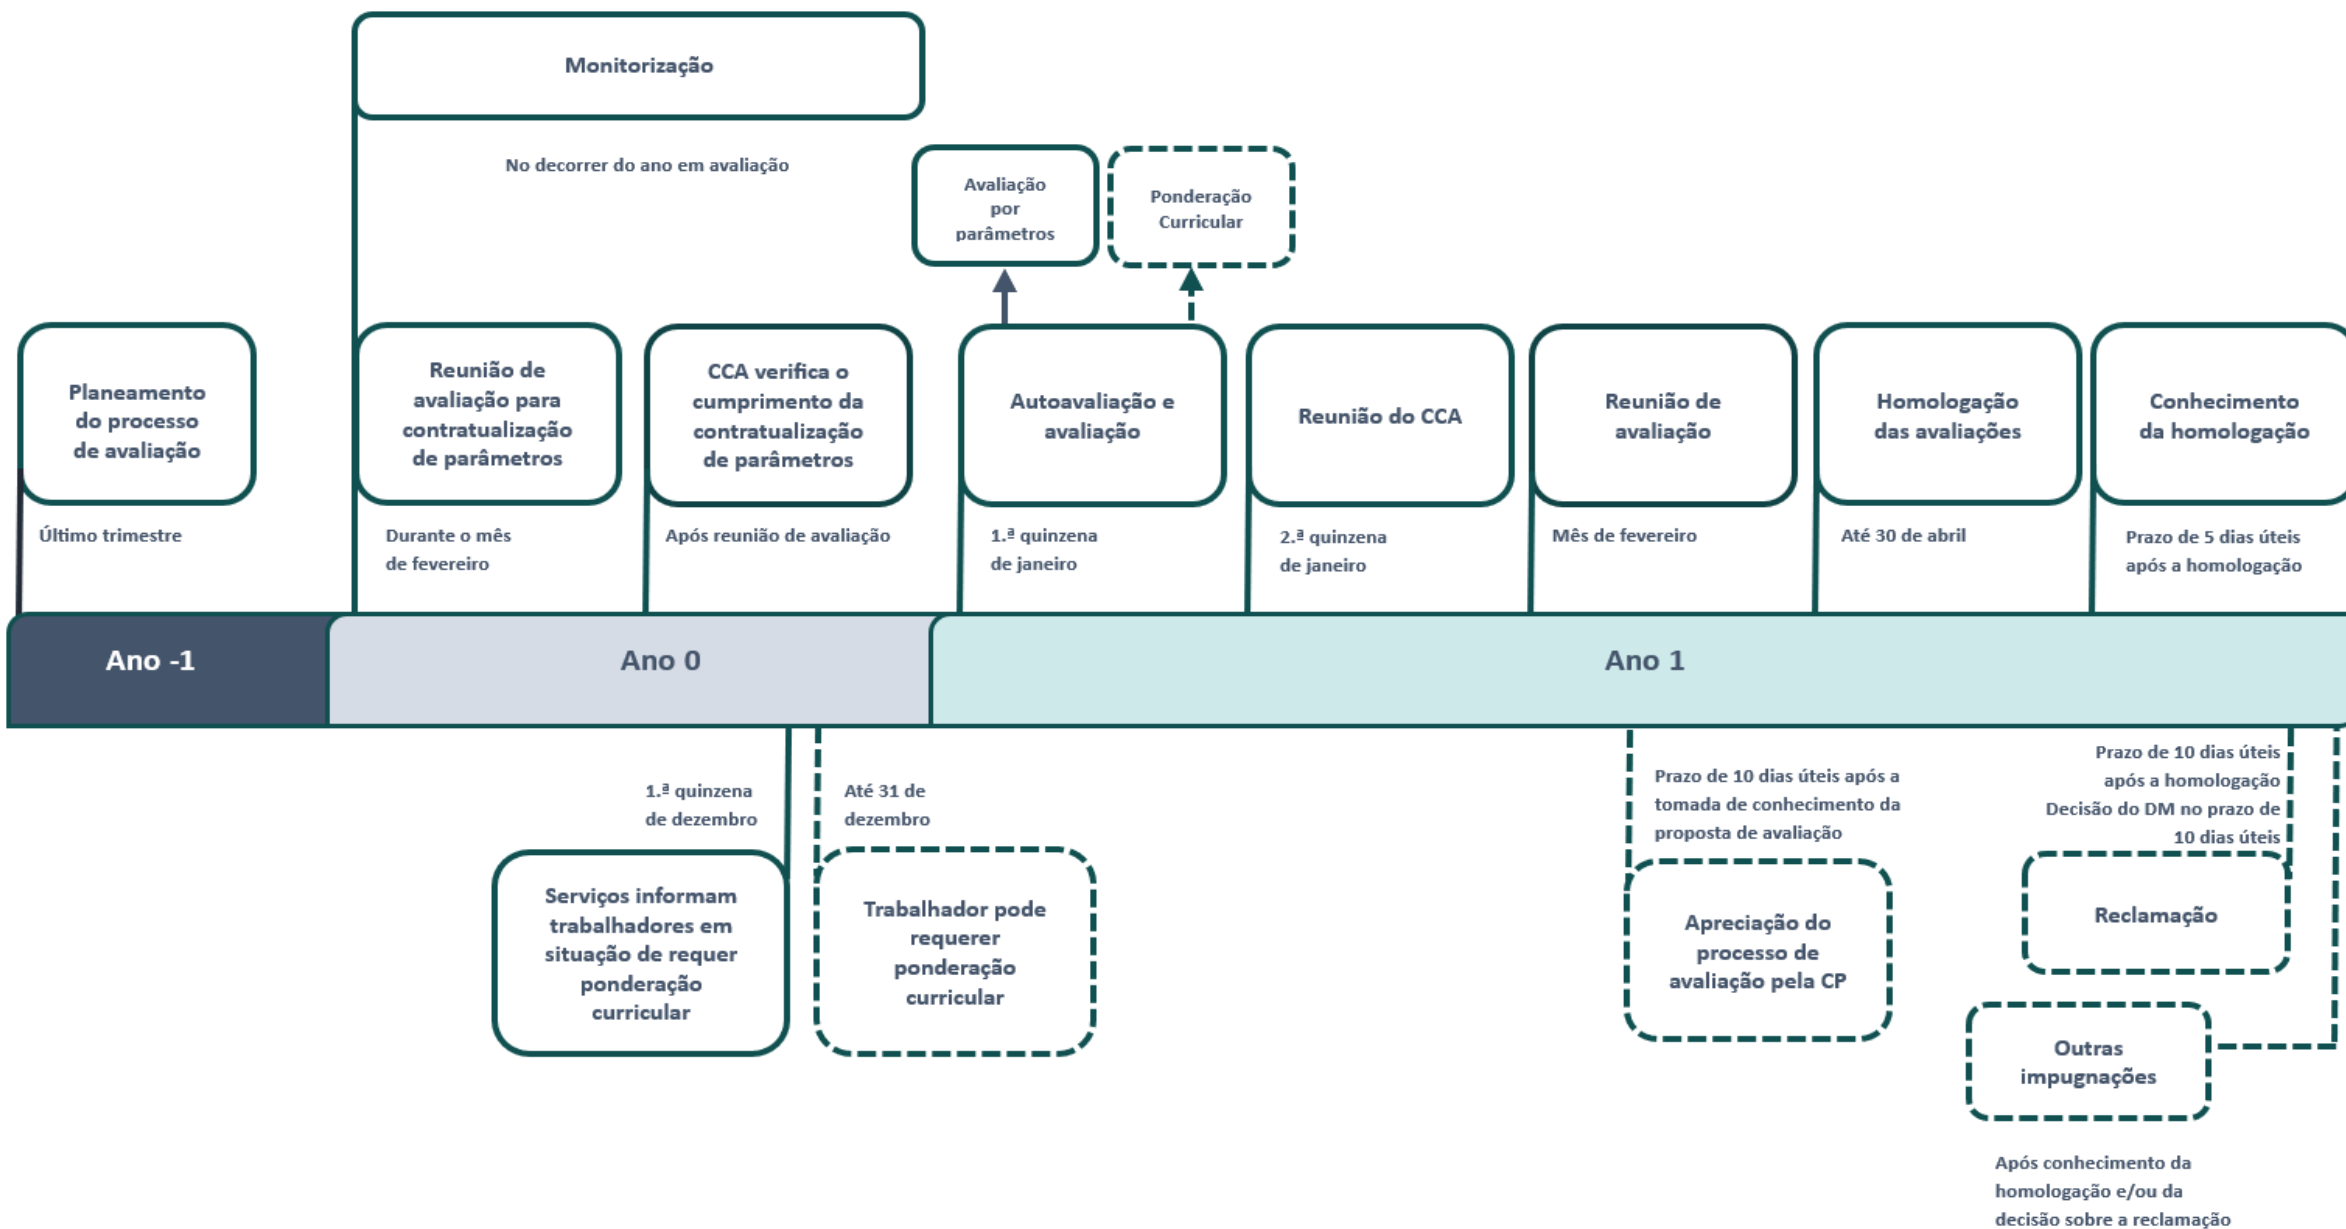 Monitorização
No decorrer do ano em avaliação
Avaliação
por
parâmetros
Ponderação
Curricular
Planeamento
do processo
de avaliação
Último trimestre
Reunião de
avaliação para
contratualização
de parâmetros
Durante o mês
de fevereiro
CCA verifica o
cumprimento da
contratualização
de parâmetros
Após reunião de avaliação
Autoavaliação e
avaliação
1.ª quinzena
de janeiro
Reunião do CCA
2.ª quinzena
de janeiro
Reunião de
avaliação
Mês de fevereiro
Homologação
das avaliações
Até 30 de abril
Conhecimento
da homologação
Prazo de 5 dias úteis
após a homologação
Ano -1
Ano 0
Ano 1
1.ª quinzena
de dezembro
Serviços informam
trabalhadores em
situação de requer
ponderação
curricular
Até 31 de
dezembro
Trabalhador pode
requerer
ponderação
curricular
Prazo de 10 dias úteis após a
tomada de conhecimento da
proposta de avaliação
Apreciação do
processo de
avaliação pela CP
Prazo de 10 dias úteis
após a homologação
Decisão do DM no prazo de
10 dias úteis
Reclamação
Outras
impugnações
Após conhecimento da
homologação e/ou da
decisão sobre a reclamação